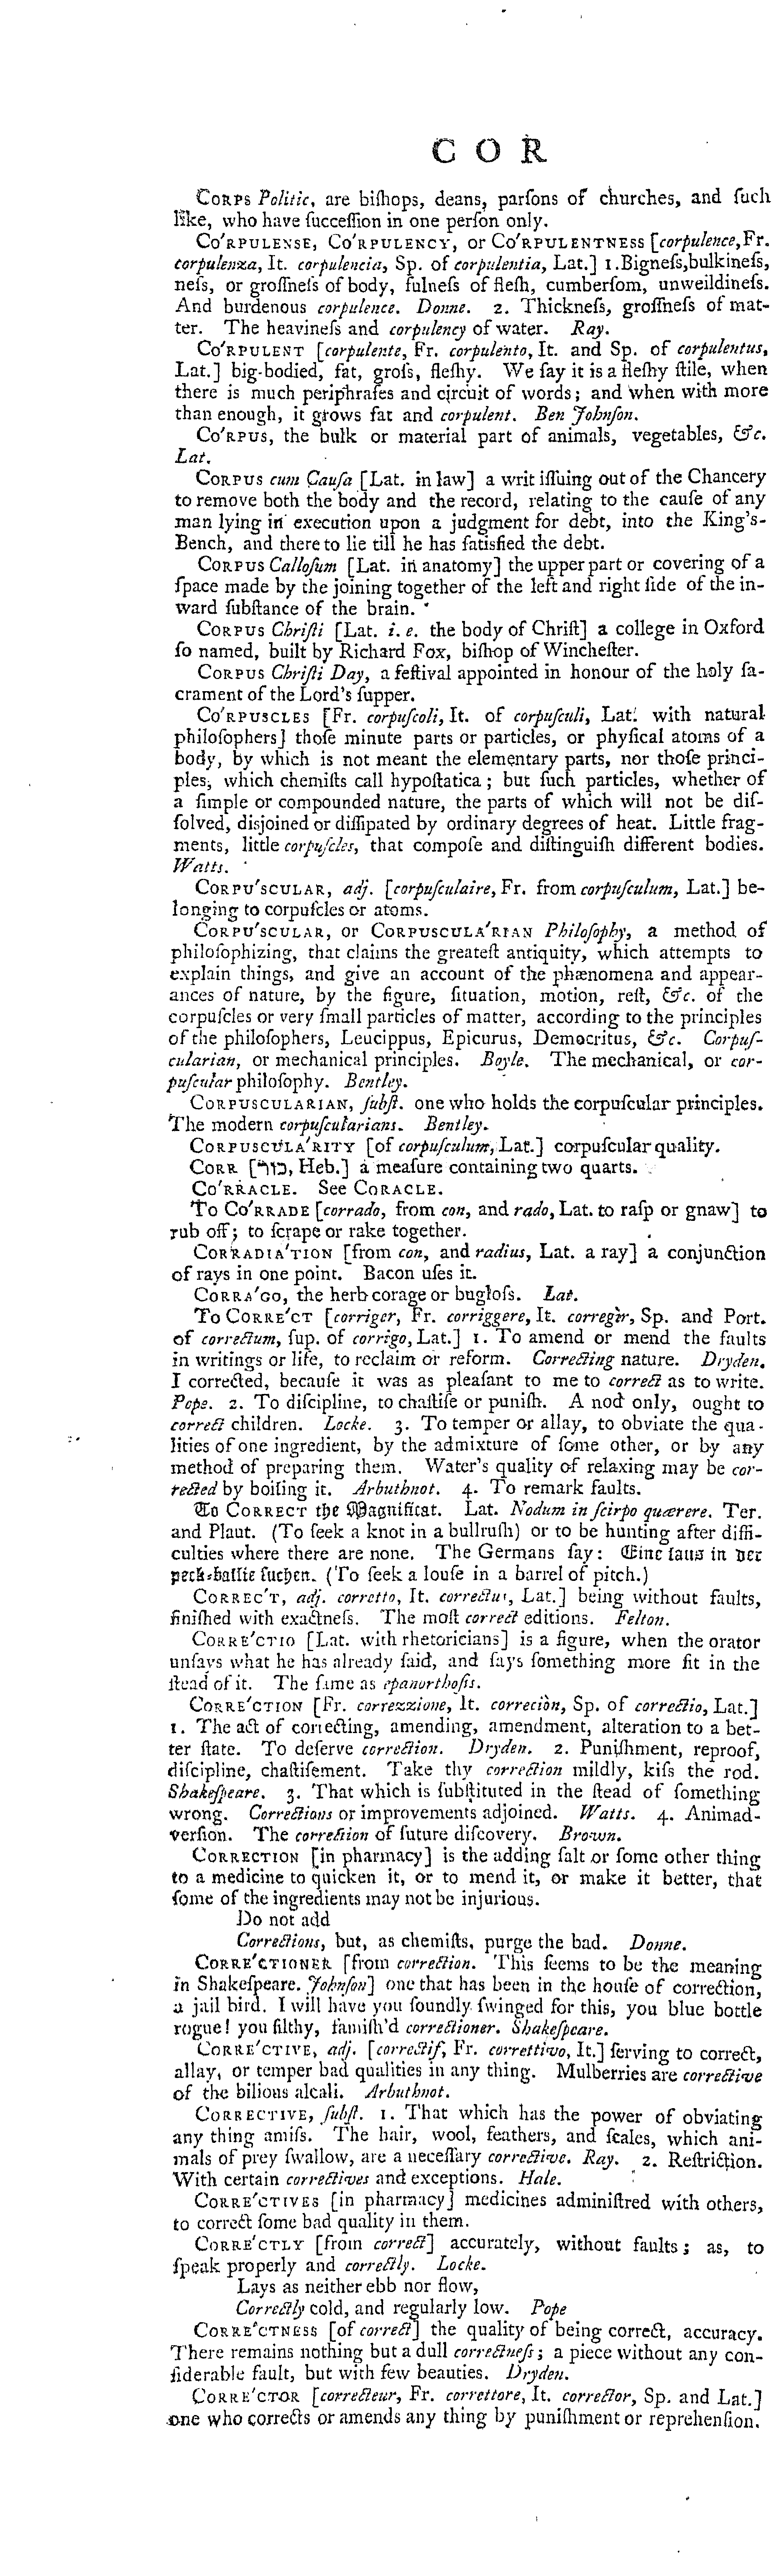 C O R
CORPS Politic, are biſhops, deans, parſons of churches, and ſuch
like, who have ſucceſſion in one perſon only.
CO'RPULENSE, CO'RPULENCY, or CO'RPULENTNESS [corpulence, Fr.
corpulenza, It. corpulencia, Sp. of corpulentia, Lat.] 1. Bigneſs, bulkineſs,
neſs, or groſſneſs of body, fulneſs of fleſh, cumberſom, unweildineſs.
And burdenous corpulence. Donne. 2. Thickneſs, groſſneſs of mat-
ter. The heavineſs and corpulency of water. Ray.
CO'RPULENT [corpulente, Fr. corpulento, It. and Sp. of corpulentus,
Lat.] big-bodied, fat, groſs, fleſhy. We ſay it is a fleſhy ſtile, when
there is much periphraſes and circuit of words; and when with more
than enough, it grows fat and corpulent. Ben Johnſon.
CO'RPUS, the bulk or material part of animals, vegetables, &c.
Lat.
CORPUS cum Cauſa [Lat. in law] a writ iſſuing out of the Chancery
to remove both the body and the record, relating to the cauſe of any
man lying in execution upon a judgment for debt, into the King's-
Bench, and there to lie till he has ſatisfied the debt.
CORPUS Calloſum [Lat. in anatomy] the upper part or covering of a
ſpace made by the joining together of the left and right ſide of the in-
ward ſubſtance of the brain.
CORPUS Chriſti [Lat. i. e. the body of Chriſt] a college in Oxford
ſo named, built by Richard Fox, biſhop of Wincheſter.
CORPUS Chriſti Day, a feſtival appointed in honour of the holy ſa-
crament of the Lord's ſupper.
CO'RPUSCLES [Fr. corpuſcoli, It. of corpuſculi, Lat. with natural
philoſophers] thoſe minute parts or particles, or phyſical atoms of a
body, by which is not meant the elementary parts, nor thoſe princi-
ples, which chemiſts call hypoſtatica; but ſuch particles, whether of
a ſimple or compounded nature, the parts of which will not be diſ-
ſolved, disjoined or diſſipated by ordinary degrees of heat. Little frag-
ments, little corpuſcles, that compoſe and diſtinguiſh different bodies.
Watts.
CORPU'SCULAR, adj. [corpuſculaire, Fr. from corpuſculum, Lat.] be-
longing to corpuſcles or atoms.
CORPU'SCULAR, or CORPUSCULA'RIAN Philoſophy, a method of
philoſophizing, that claims the greateſt antiquity, which attempts to
explain things, and give an account of the phænomena and appear-
ances of nature, by the figure, ſituation, motion, reſt, &c. of the
corpuſcles or very ſmall particles of matter, according to the principles
of the philoſophers, Leucippus, Epicurus, Democritus, &c. Corpuſ-
cularian, or mechanical principles. Boyle. The mechanical, or cor-
puſcular philoſophy. Bentley.
CORPUSCULARIAN, ſubſt. one who holds the corpuſcular principles.
The modern corpuſcularians. Bentley.
CORPUSCULA'RITY [of corpuſculum, Lat.] corpuſcular quality.
CORR [כור, Heb.] a meaſure containing two quarts.
CO'RRACLE. See CORACLE.
To CO'RRADE [corrado, from con, and rado, Lat. to raſp or gnaw] to
rub off; to ſcrape or rake together.
CORRADIA'TION [from con, and radius, Lat. a ray] a conjunction
of rays in one point. Bacon uſes it.
CORRA'GO, the herb corage or bugloſs. Lat.
To CORRE'CT [corriger, Fr. corriggere, It. corregir, Sp. and Port.
of correctum, ſup. of corrigo, Lat.] 1. To amend or mend the faults
in writings or life, to reclaim or reform. Correcting nature. Dryden.
I corrected, becauſe it was as pleaſant to me to correct as to write.
Pope. 2. To diſcipline, to chaſtiſe or puniſh. A nod only, ought to
correct children. Locke. 3. To temper or allay, to obviate the qua-
lities of one ingredient, by the admixture of ſome other, or by any
method of preparing them. Water's quality of relaxing may be cor-
rected by boiling it. Arbuthnot. 4. To remark faults.
To CORRECT the Magnificat. Lat. Nodum in ſcirpo quærere. Ter.
and Plaut. (To ſeek a knot in a bullruſh) or to be hunting after diffi-
culties where there are none. The Germans ſay: Eine laus in der
peck-ballie ſuchen. (To ſeek a louſe in a barrel of pitch.)
CORREC'T, adj. corretto, It. correctus, Lat.] being without faults,
finiſhed with exactneſs. The moſt correct editions. Felton.
CORRE'CTIO [Lat. with rhetoricians] is a figure, when the orator
unſays what he has already ſaid, and ſays ſomething more fit in the
ſtead of it. The ſame as epanorthoſis.
CORRE'CTION [Fr. correzzione, It. correciòn, Sp. of correctio, Lat.]
1. The act of correcting, amending, amendment, alteration to a bet-
ter ſtate. To deſerve correction. Dryden. 2. Puniſhment, reproof,
diſcipline, chaſtiſement. Take thy correction mildly, kiſs the rod.
Shakeſpeare. 3. That which is ſubſtituted in the ſtead of ſomething
wrong. Corrections or improvements adjoined. Watts. 4. Animad-
verſion. The correction of future diſcovery. Brown.
CORRECTION [in pharmacy] is the adding ſalt or ſome other thing
to a medicine to quicken it, or to mend it, or make it better, that
ſome of the ingredients may not be injurious.
Do not add
Corrections, but, as chemiſts, purge the bad. Donne.
CORRE'CTIONER [from correction. This ſeems to be the meaning
in Shakeſpeare. Johnſon] one that has been in the houſe of correction,
a jail bird. I will have you ſoundly ſwinged for this, you blue bottle
rogue! you filthy, famiſh'd correctioner. Shakeſpeare.
CORRE'CTIVE, adj. [correctif, Fr. correttivo, It.] ſerving to correct,
allay, or temper bad qualities in any thing. Mulberries are corrective
of the bilious alcali. Arbuthnot.
CORRECTIVE, ſubſt. 1. That which has the power of obviating
any thing amiſs. The hair, wool, feathers, and ſcales, which ani-
mals of prey ſwallow, are a neceſſary corrective. Ray. 2. Reſtriction.
With certain correctives and exceptions. Hale.
CORRE'CTIVES [in pharmacy] medicines adminiſtred with others,
to correct ſome bad quality in them.
CORRE'CTLY [from correct] accurately, without faults; as, to
ſpeak properly and correctly. Locke.
Lays as neither ebb nor flow,
Correctly cold, and regularly low. Pope
CORRE'CTNESS [of correct] the quality of being correct, accuracy.
There remains nothing but a dull correctneſs; a piece without any con-
ſiderable fault, but with few beauties. Dryden.
CORRE'CTOR [correcteur, Fr. correttore, It. corrector, Sp. and Lat.]
one who corrects or amends any thing by puniſhment or reprehenſion.